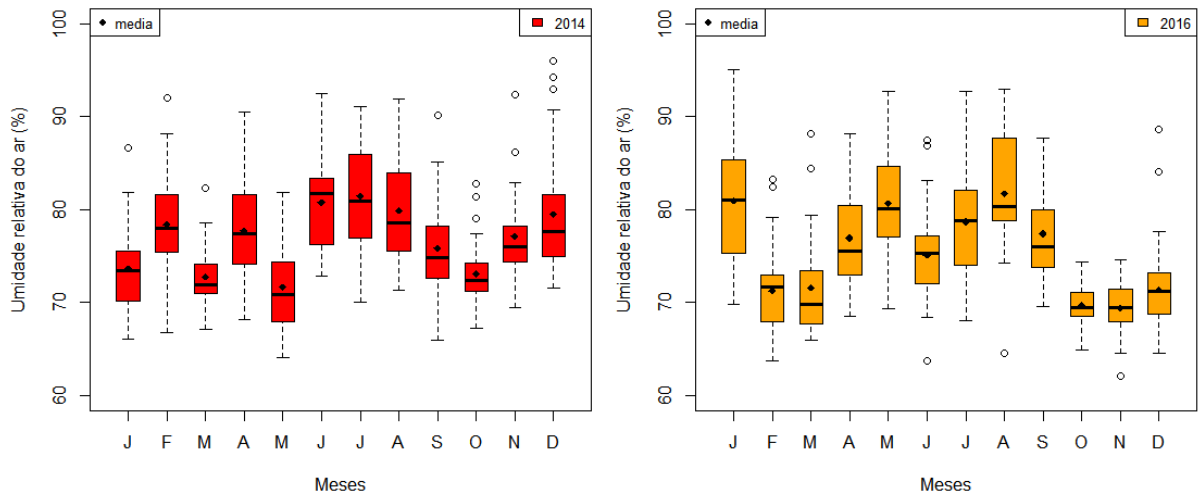 media
2014
Umidade relativa do ar (%)
100
90
80
70
60
J F M A M J J A S O N D
Meses
media
2016
Umidade relativa do ar (%)
100
90
80
70
60
J F M A M J J A S O N D
Meses